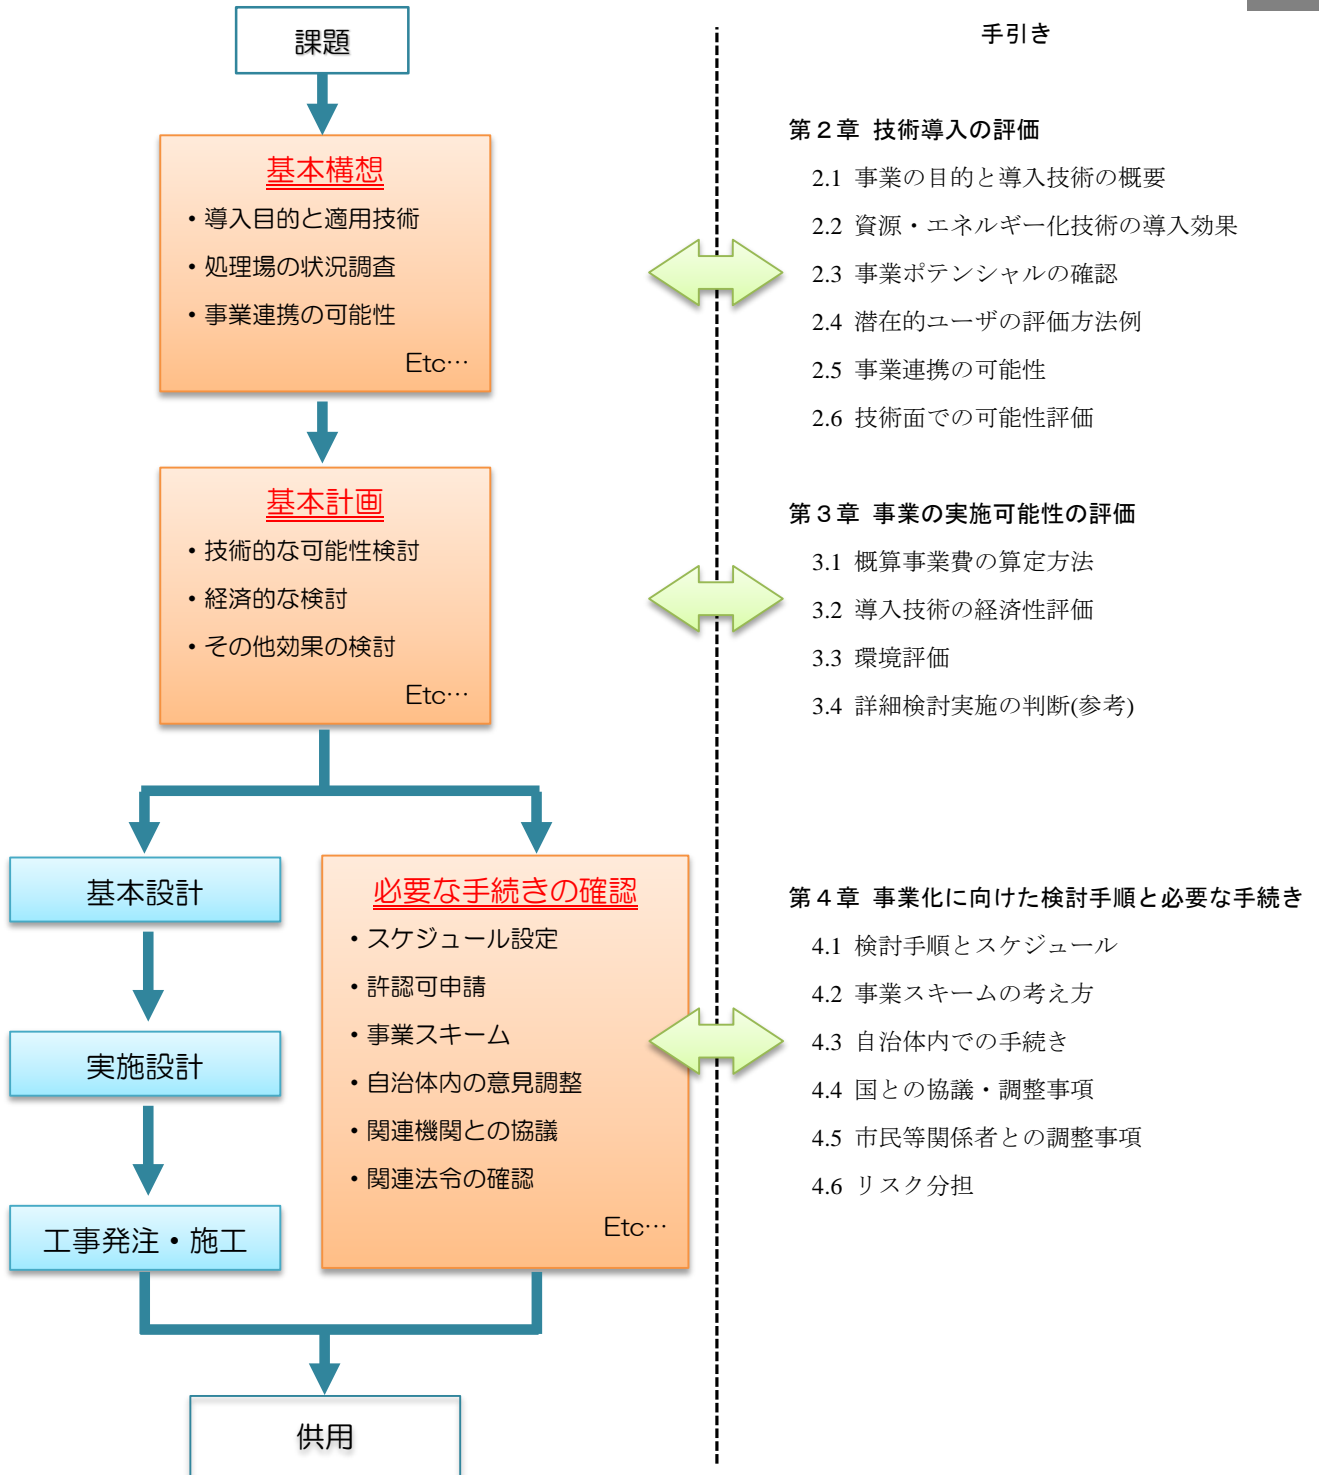 課題
基本構想
・導入目的と適用技術
・処理場の状況調査
・事業連携の可能性
Etc…
基本計画
・技術的な可能性検討
・経済的な検討
・その他効果の検討
Etc…
基本設計
実施設計
工事発注・施工
必要な手続きの確認
・スケジュール設定
・許認可申請
・事業スキーム
・自治体内の意見調整
・関連機関との協議
・関連法令の確認
Etc…
供用
手引き
第２章 技術導入の評価
2.1 事業の目的と導入技術の概要
2.2 資源・エネルギー化技術の導入効果
2.3 事業ポテンシャルの確認
2.4 潜在的ユーザの評価方法例
2.5 事業連携の可能性
2.6 技術面での可能性評価
第３章 事業の実施可能性の評価
3.1 概算事業費の算定方法
3.2 導入技術の経済性評価
3.3 環境評価
3.4 詳細検討実施の判断(参考)
第４章 事業化に向けた検討手順と必要な手続き
4.1 検討手順とスケジュール
4.2 事業スキームの考え方
4.3 自治体内での手続き
4.4 国との協議・調整事項
4.5 市民等関係者との調整事項
4.6 リスク分担